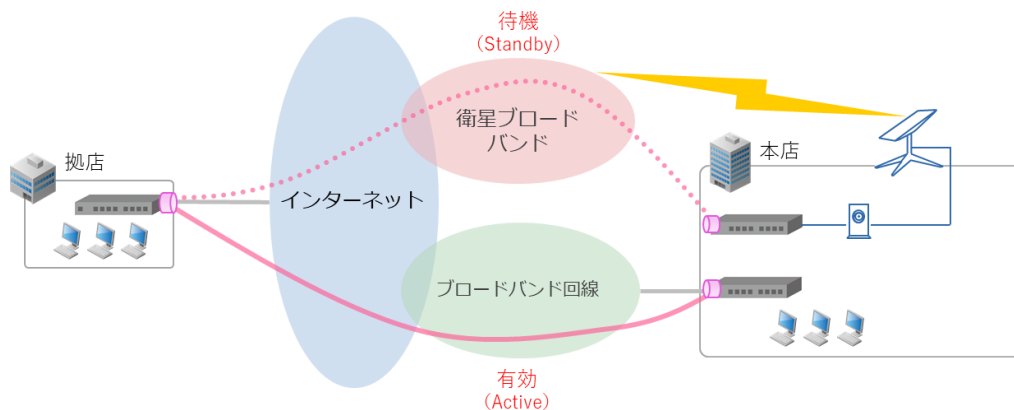 待機
(Standby)
衛星ブロード
バンド
拠店
本店
インターネット
ブロードバンド回線
有効
(Active)